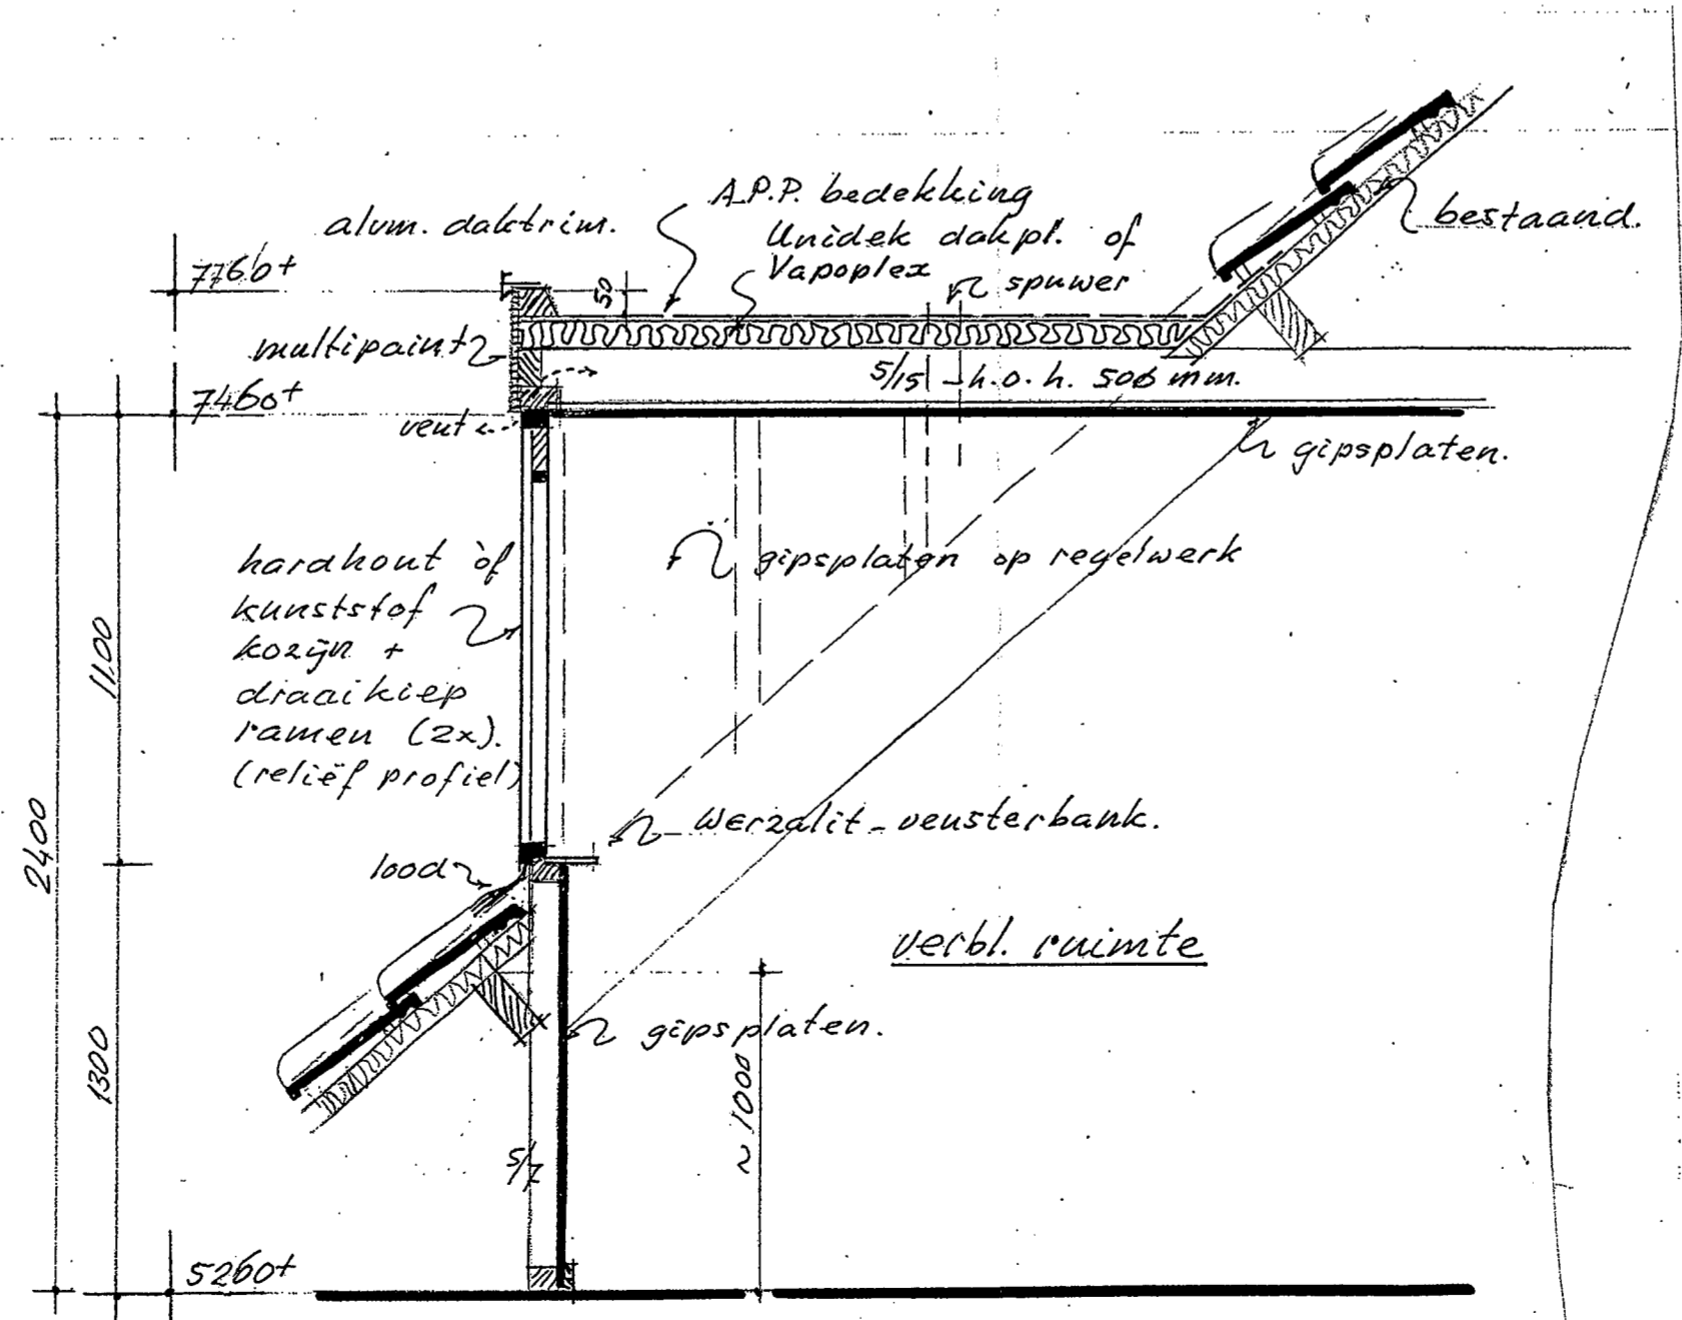 A.P.P. bedekking
alum. daktrim.
Unidek dakpl. of
Vapoplex
spuwer
bestaand.
7760+
50
multipaint
5/15 - h.o.h. 500 mm.
7460+
vent
gipsplaten.
hardhout òf
kunststof
kozijn +
draaikiep
ramen (2x).
(reliëf profiel)
gipsplaten op regelwerk
1100
2400
Werzalit-vensterbank.
lood
verbl. ruimte
gipsplaten.
1300
~1000
5/7
5260+